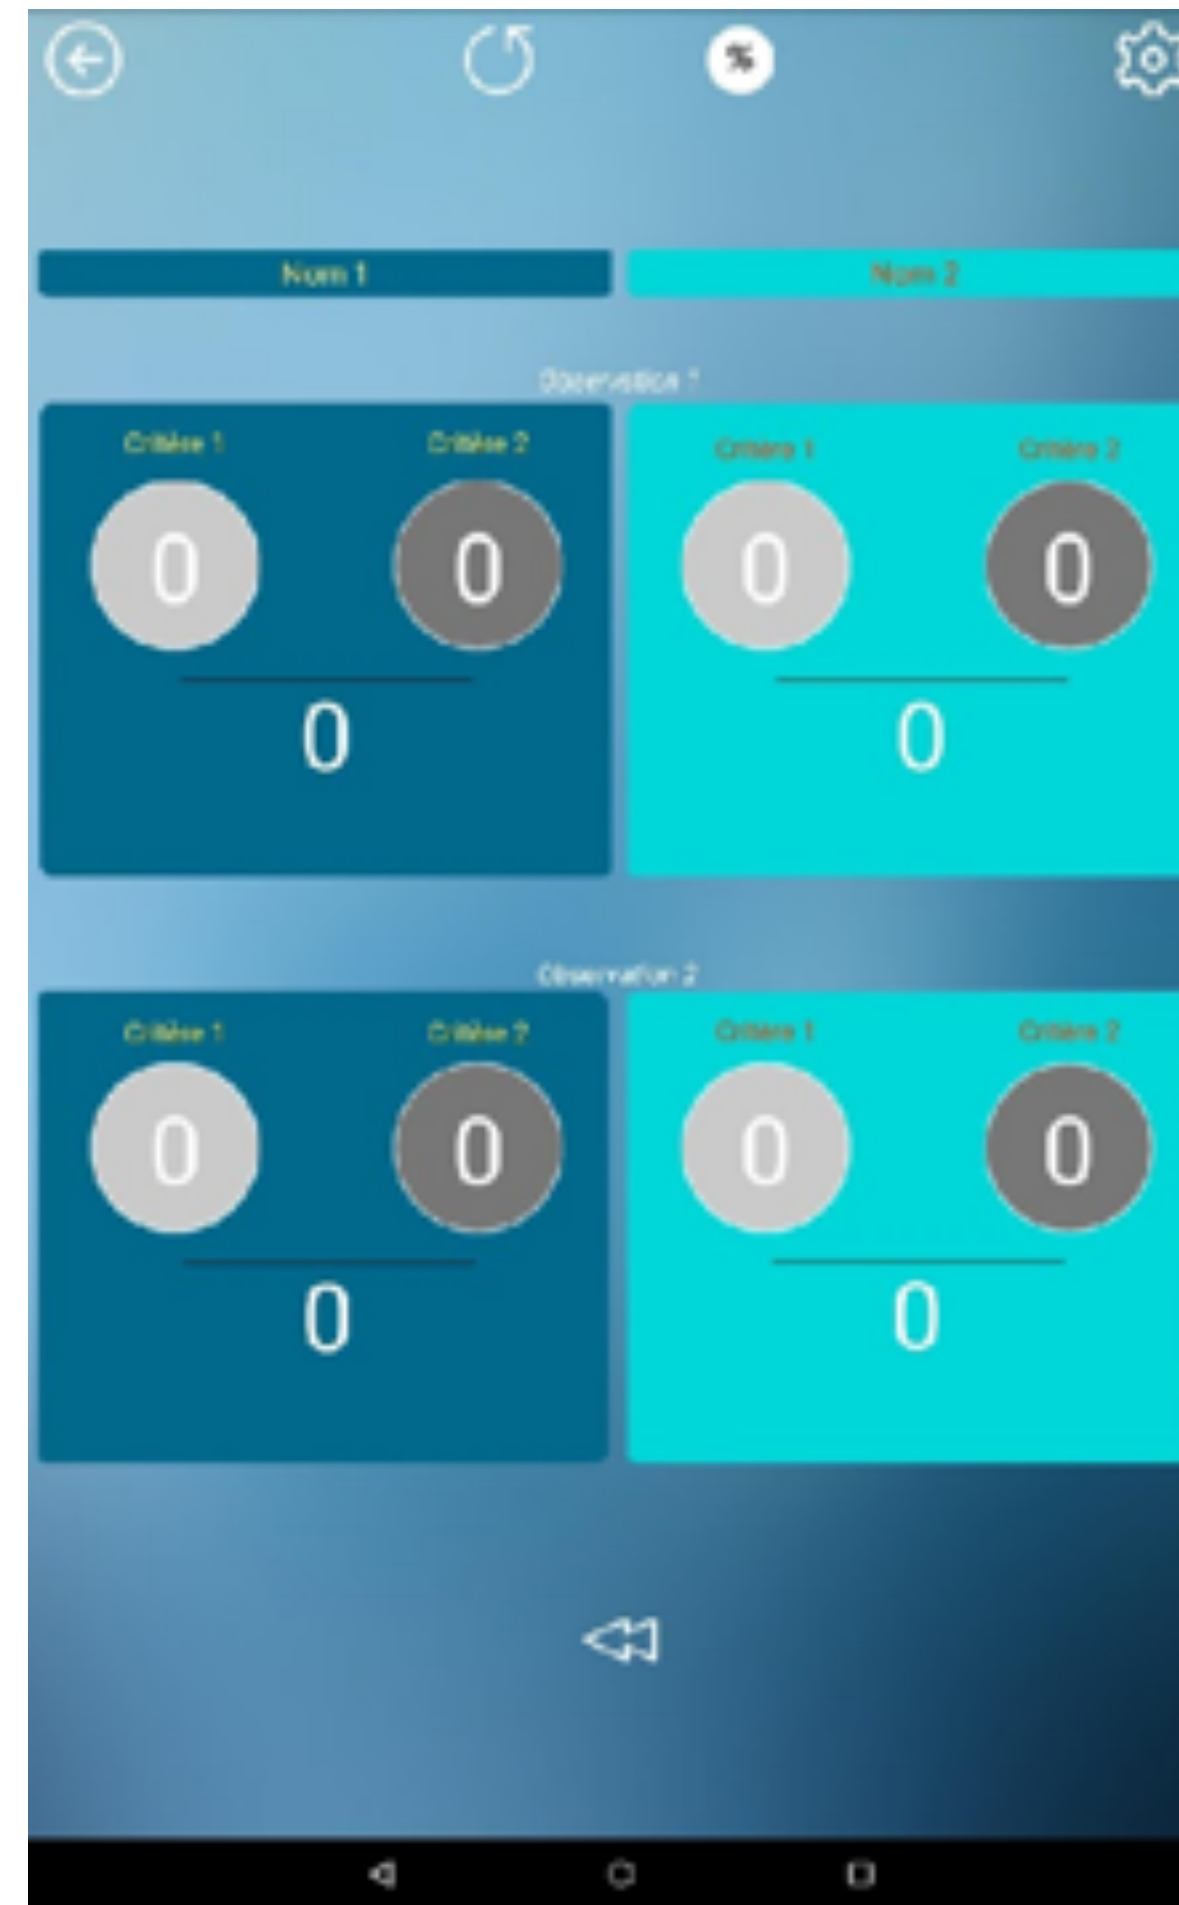 %
Nom 1 Nom 2
Observation 1
Critère 1 Critère 2 Critère 1 Critère 2
0 0 0 0
0 0
Observation 2
Critère 1 Critère 2 Critère 1 Critère 2
0 0 0 0
0 0